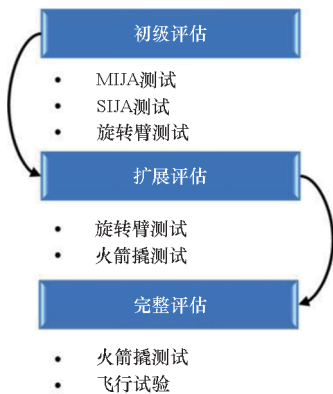 初级评估
• MIJA测试
• SIJA测试
• 旋转臂测试
扩展评估
• 旋转臂测试
• 火箭撬测试
完整评估
• 火箭撬测试
• 飞行试验